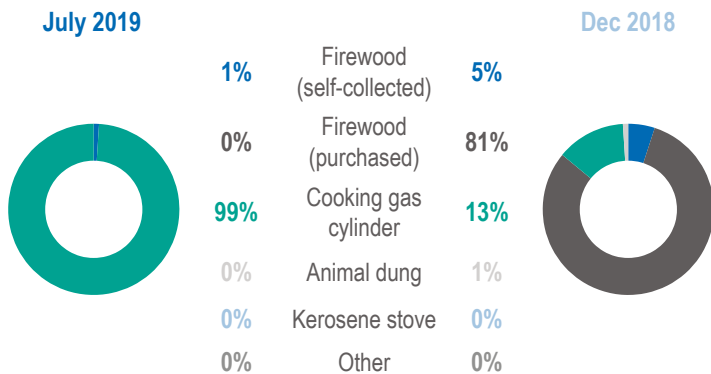 July 2019
Dec 2018
1%
Firewood
(self-collected)
5%
0%
Firewood
(purchased)
81%
99%
Cooking gas
cylinder
13%
0%
Animal dung
1%
0%
Kerosene stove
0%
0%
Other
0%